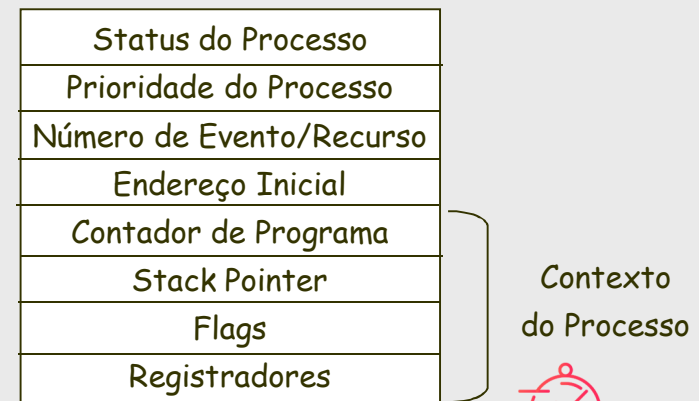 Status do Processo
Prioridade do Processo
Número de Evento/Recurso
Endereço Inicial
Contador de Programa
Stack Pointer
Flags
Registradores
Contexto
do Processo